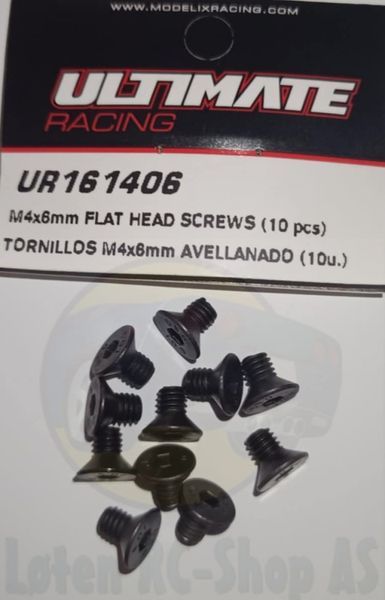 WWW.MODELIXRACING.COM
ULTIMATE
RACING
UR161406
M4x6mm FLAT HEAD SCREWS (10 pcs)
TORNILLOS M4x6mm AVELLANADO (10u.)
Løten RC-Shop AS